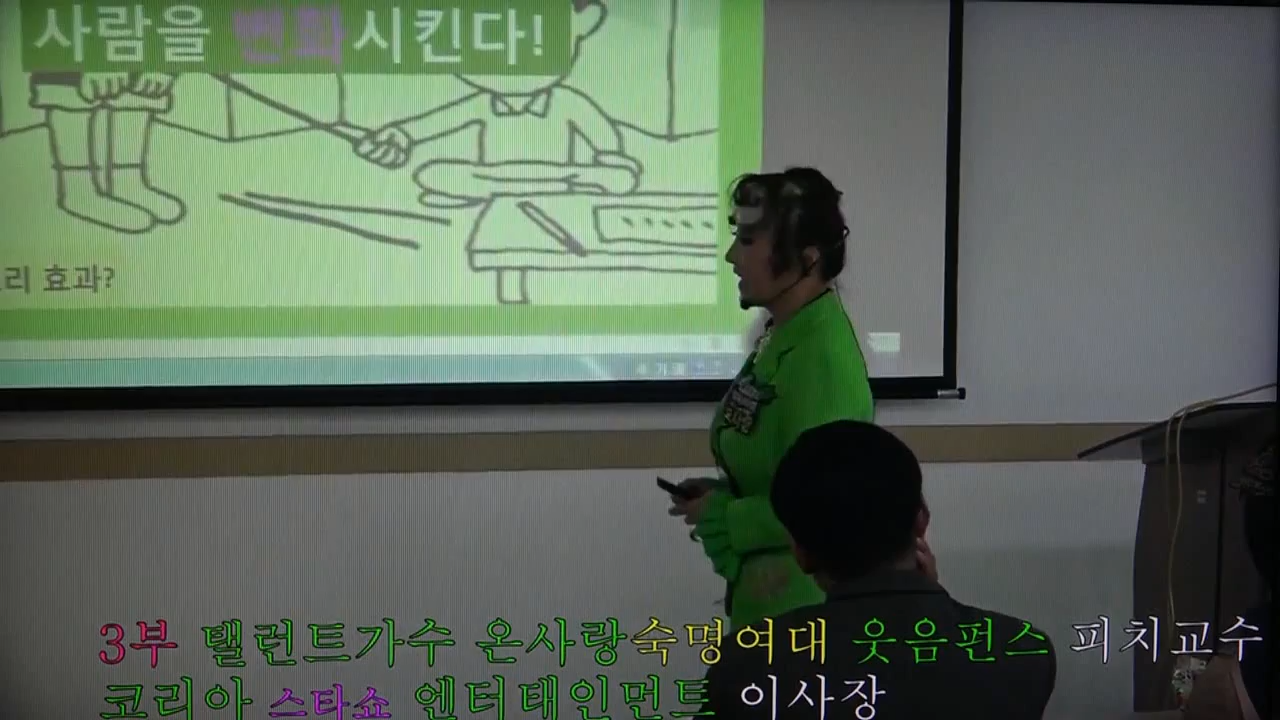 사람을 변화시킨다!
리 효과?
3부 탤런트가수 온사랑숙명여대 웃음펀스 피치교수
코리아 스타쇼 엔터태인먼트 이사장